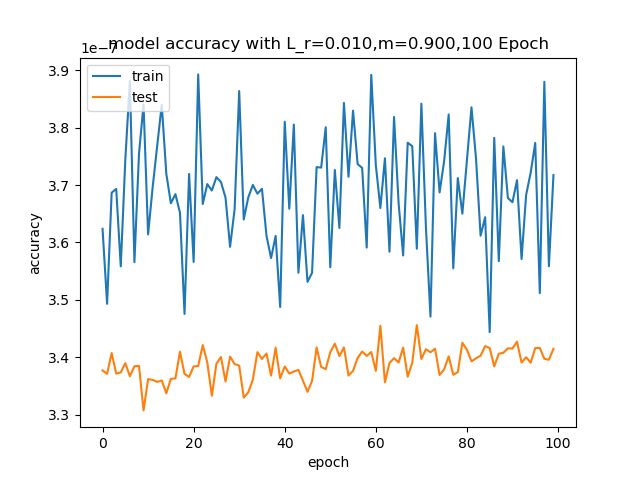 1e−7
model accuracy with L_r=0.010,m=0.900,100 Epoch
train
test
3.9
3.8
3.7
3.6
3.5
3.4
3.3
accuracy
0 20 40 60 80 100
epoch